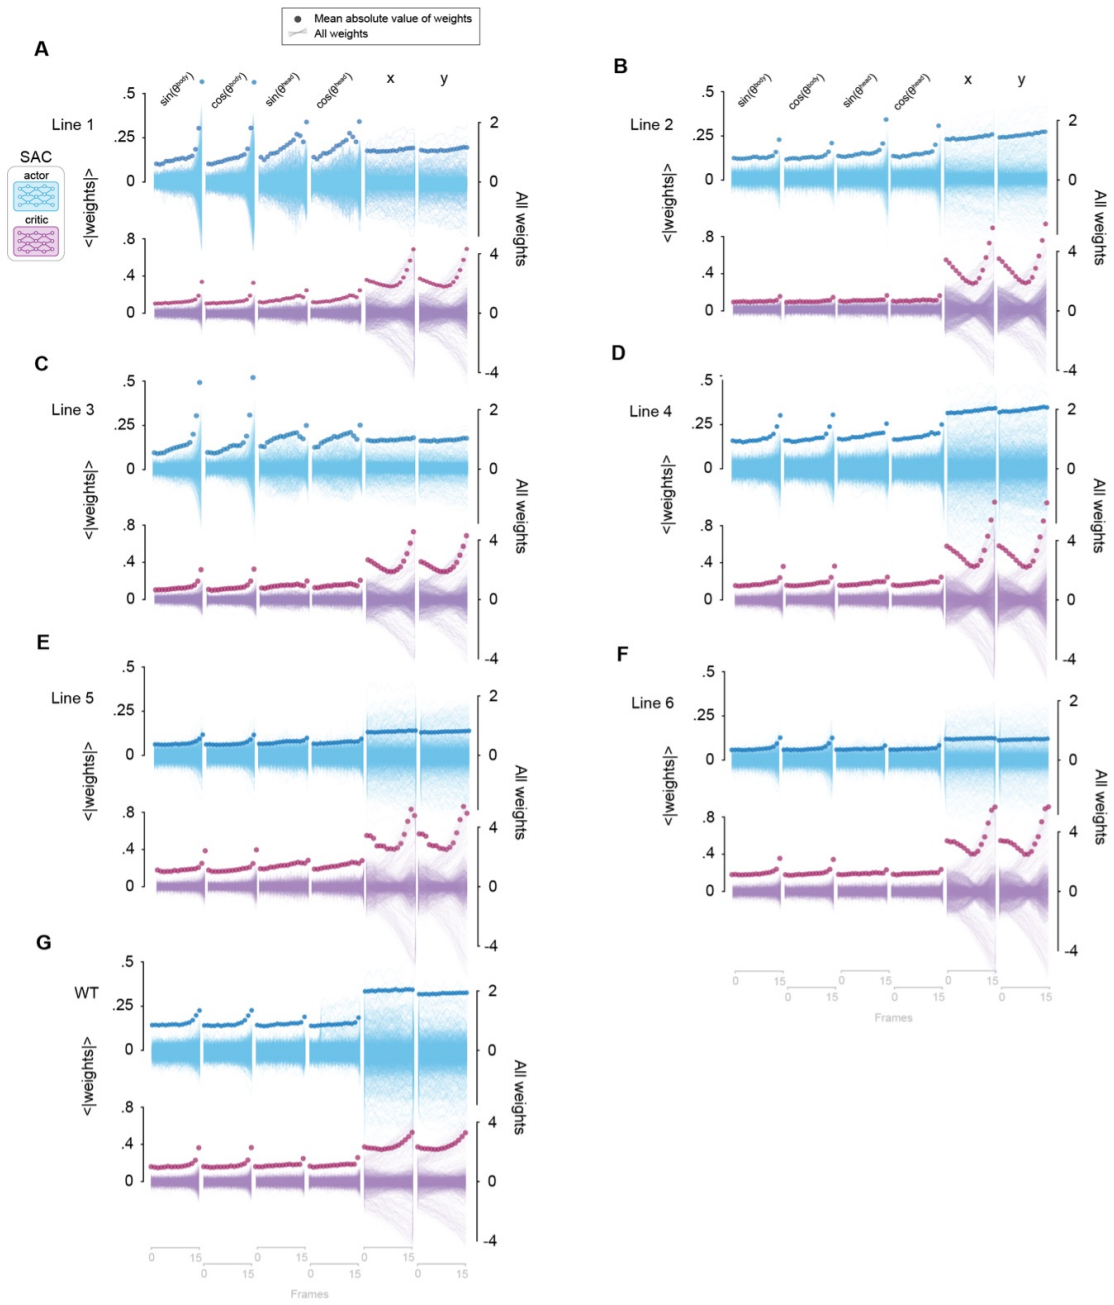 Mean absolute value of weights
All weights
A
sin(θbody) cos(θbody) sin(θhead) cos(θhead) x y
Line 1
.5
.25
0
<|weights|>
.8
.4
0
2
0
4
0
-4
All weights
SAC
actor
critic
B
sin(θbody) cos(θbody) sin(θhead) cos(θhead) x y
Line 2
.5
.25
0
<|weights|>
.8
.4
0
2
0
4
0
-4
All weights
C
Line 3
.5
.25
0
<|weights|>
.8
.4
0
2
0
4
0
-4
All weights
D
Line 4
.5
.25
0
<|weights|>
.8
.4
0
2
0
4
0
-4
All weights
E
Line 5
.5
.25
0
<|weights|>
.8
.4
0
2
0
4
0
-4
All weights
F
Line 6
.5
.25
0
<|weights|>
.8
.4
0
2
0
4
0
-4
All weights
0 15 0 15 0 15
0 15 0 15 0 15
Frames
G
WT
.5
.25
0
<|weights|>
.8
.4
0
2
0
4
0
-4
All weights
0 15 0 15 0 15
0 15 0 15 0 15
Frames